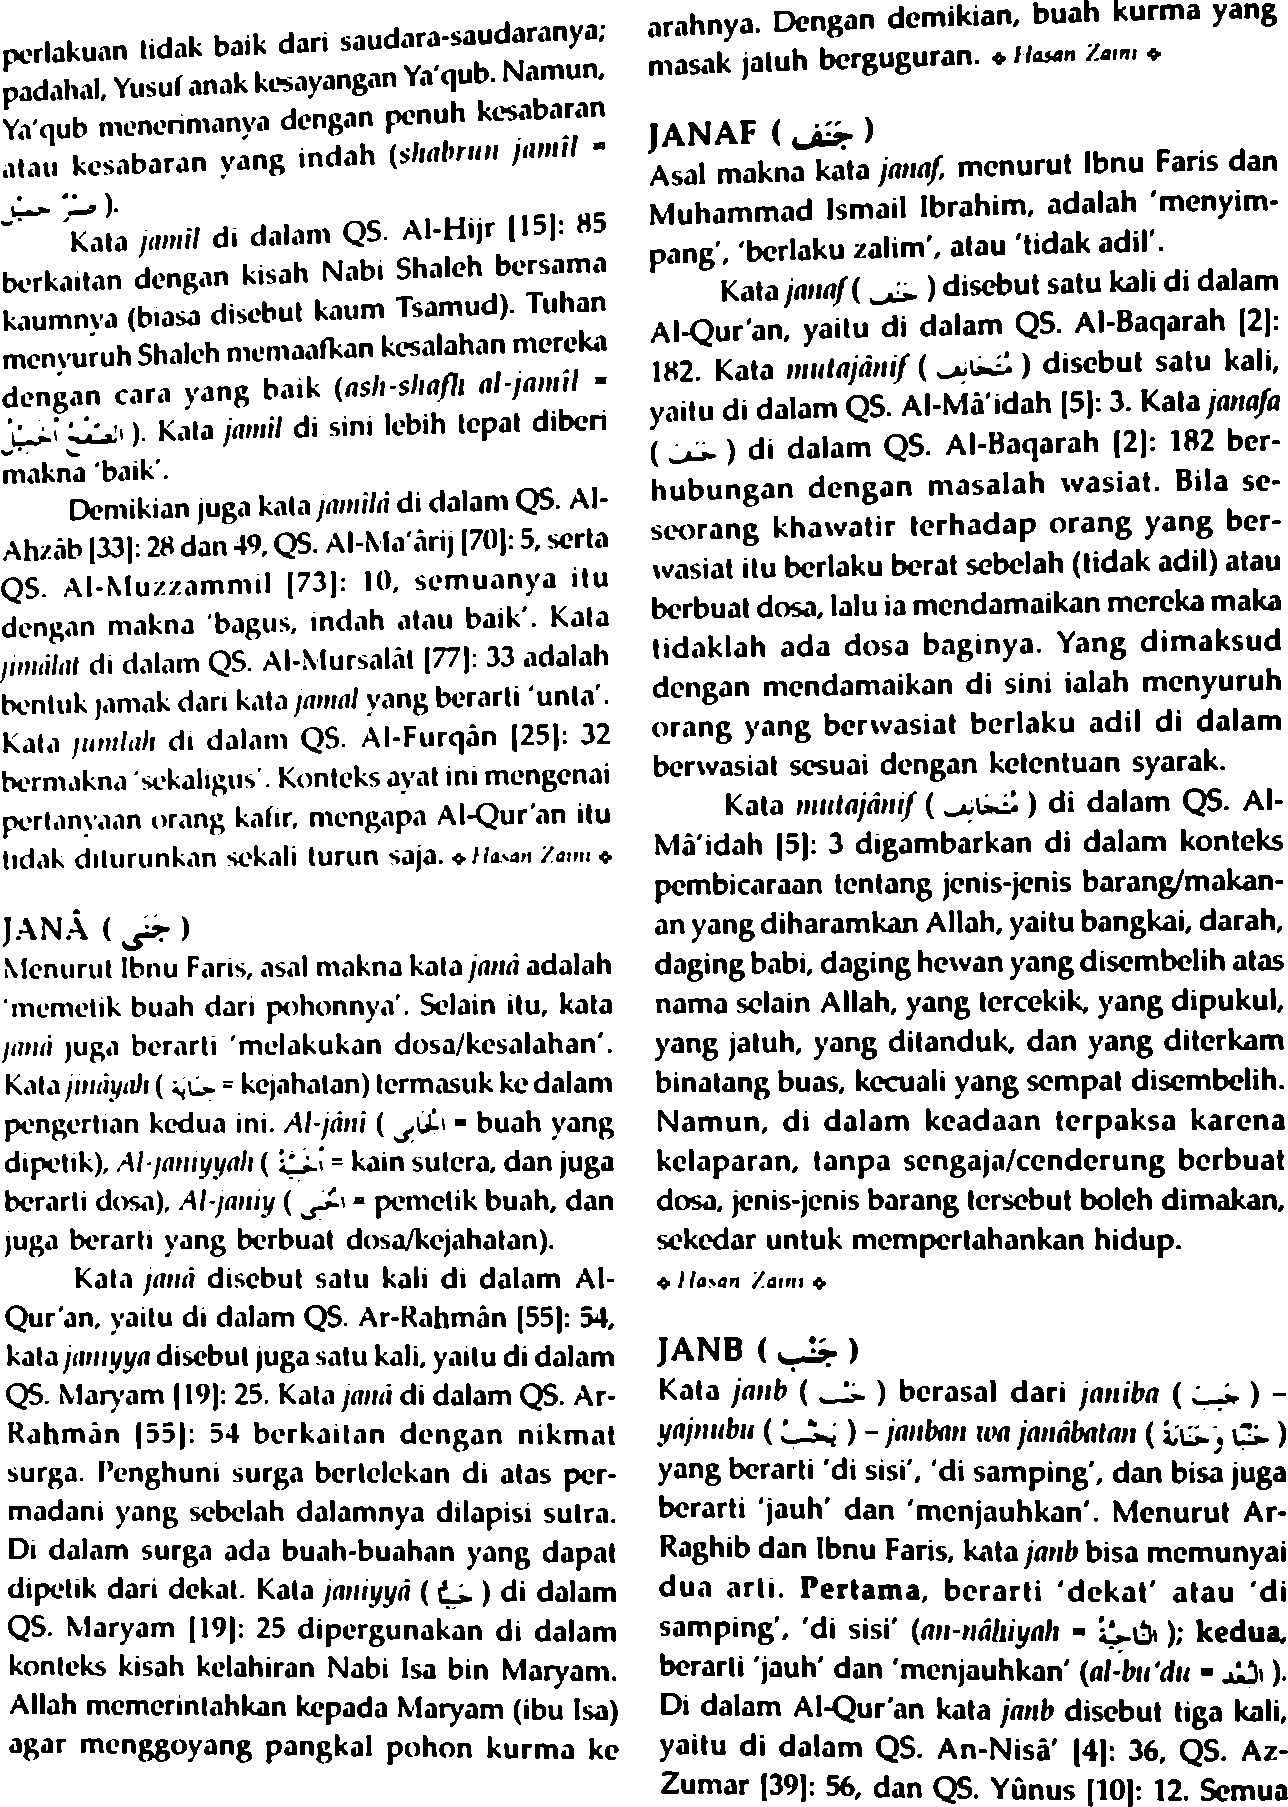 perlakuan tidak baik dari saudara-saudaranya;
padahal, Yusuf anak kesayangan Ya'qub. Namun,
Ya'qub menerimanya dengan penuh kesabaran
atau kesabaran yang indah (shabrun jamîl =
صَبْرٌ جَمِيْلٌ ).
Kata jamîl di dalam QS. Al-Hijr [15]: 85
berkaitan dengan kisah Nabi Shaleh bersama
kaumnya (biasa disebut kaum Tsamud). Tuhan
menyuruh Shaleh memaafkan kesalahan mereka
dengan cara yang baik (ash-shafh al-jamîl =
الصَّفْحُ الْجَمِيْلُ ). Kata jamîl di sini lebih tepat diberi
makna 'baik'.
Demikian juga kata jamîlâ di dalam QS. Al-
Ahzâb [33]: 28 dan 49, QS. Al-Ma'ârij [70]: 5, serta
QS. Al-Muzzammil [73]: 10, semuanya itu
dengan makna 'bagus, indah atau baik'. Kata
jimâlat di dalam QS. Al-Mursalât [77]: 33 adalah
bentuk jamak dari kata jamal yang berarti 'unta'.
Kata jumlah di dalam QS. Al-Furqân [25]: 32
bermakna 'sekaligus'. Konteks ayat ini mengenai
pertanyaan orang kafir, mengapa Al-Qur'an itu
tidak diturunkan sekali turun saja. ❖ Hasan Zaini ❖
JANÂ ( جَنَى )
Menurut Ibnu Faris, asal makna kata janâ adalah
'memetik buah dari pohonnya'. Selain itu, kata
janâ juga berarti 'melakukan dosa/kesalahan'.
Kata jinâyah ( جِنَايَة = kejahatan) termasuk ke dalam
pengertian kedua ini. Al-jânî ( الْجَانِي = buah yang
dipetik), Al-janiyyah ( الْجَنِيَّةُ = kain sutera, dan juga
berarti dosa), Al-janiy ( الْجَنِي = pemetik buah, dan
juga berarti yang berbuat dosa/kejahatan).
Kata janâ disebut satu kali di dalam Al-
Qur'an, yaitu di dalam QS. Ar-Rahmân [55]: 54,
kata janiyya disebut juga satu kali, yaitu di dalam
QS. Maryam [19]: 25. Kata janâ di dalam QS. Ar-
Rahmân [55]: 54 berkaitan dengan nikmat
surga. Penghuni surga bertelekan di atas per-
madani yang sebelah dalamnya dilapisi sutra.
Di dalam surga ada buah-buahan yang dapat
dipetik dari dekat. Kata janiyyâ ( جَنِيًّا ) di dalam
QS. Maryam [19]: 25 dipergunakan di dalam
konteks kisah kelahiran Nabi Isa bin Maryam.
Allah memerintahkan kepada Maryam (ibu Isa)
agar menggoyang pangkal pohon kurma ke
arahnya. Dengan demikian, buah kurma yang
masak jatuh berguguran. ❖ Hasan Zaini ❖
JANAF ( جَنَف )
Asal makna kata janaf, menurut Ibnu Faris dan
Muhammad Ismail Ibrahim, adalah 'menyim-
pang', 'berlaku zalim', atau 'tidak adil'.
Kata janaf ( جَنَف ) disebut satu kali di dalam
Al-Qur'an, yaitu di dalam QS. Al-Baqarah [2]:
182. Kata mutajânif ( مُتَجَانِف ) disebut satu kali,
yaitu di dalam QS. Al-Mâ'idah [5]: 3. Kata janafa
( جَنَف ) di dalam QS. Al-Baqarah [2]: 182 ber-
hubungan dengan masalah wasiat. Bila se-
seorang khawatir terhadap orang yang ber-
wasiat itu berlaku berat sebelah (tidak adil) atau
berbuat dosa, lalu ia mendamaikan mereka maka
tidaklah ada dosa baginya. Yang dimaksud
dengan mendamaikan di sini ialah menyuruh
orang yang berwasiat berlaku adil di dalam
berwasiat sesuai dengan ketentuan syarak.
Kata mutajânif ( مُتَجَانِف ) di dalam QS. Al-
Mâ'idah [5]: 3 digambarkan di dalam konteks
pembicaraan tentang jenis-jenis barang/makan-
an yang diharamkan Allah, yaitu bangkai, darah,
daging babi, daging hewan yang disembelih atas
nama selain Allah, yang tercekik, yang dipukul,
yang jatuh, yang ditanduk, dan yang diterkam
binatang buas, kecuali yang sempat disembelih.
Namun, di dalam keadaan terpaksa karena
kelaparan, tanpa sengaja/cenderung berbuat
dosa, jenis-jenis barang tersebut boleh dimakan,
sekedar untuk mempertahankan hidup.
❖ Hasan Zaini ❖
JANB ( جَنْب )
Kata janb ( جَنْب ) berasal dari janiba ( جَنِبَ ) –
yajnubu ( يَجْنُبُ ) – janban wa janâbatan ( جَنْبًا وَجَنَابَةً )
yang berarti 'di sisi', 'di samping', dan bisa juga
berarti 'jauh' dan 'menjauhkan'. Menurut Ar-
Raghib dan Ibnu Faris, kata janb bisa memunyai
dua arti. Pertama, berarti 'dekat' atau 'di
samping', 'di sisi' (an-nâhiyah = النَّاحِيَةُ ); kedua,
berarti 'jauh' dan 'menjauhkan' (al-bu'du = الْبُعْدُ ).
Di dalam Al-Qur'an kata janb disebut tiga kali,
yaitu di dalam QS. An-Nisâ' [4]: 36, QS. Az-
Zumar [39]: 56, dan QS. Yûnus [10]: 12. Semua